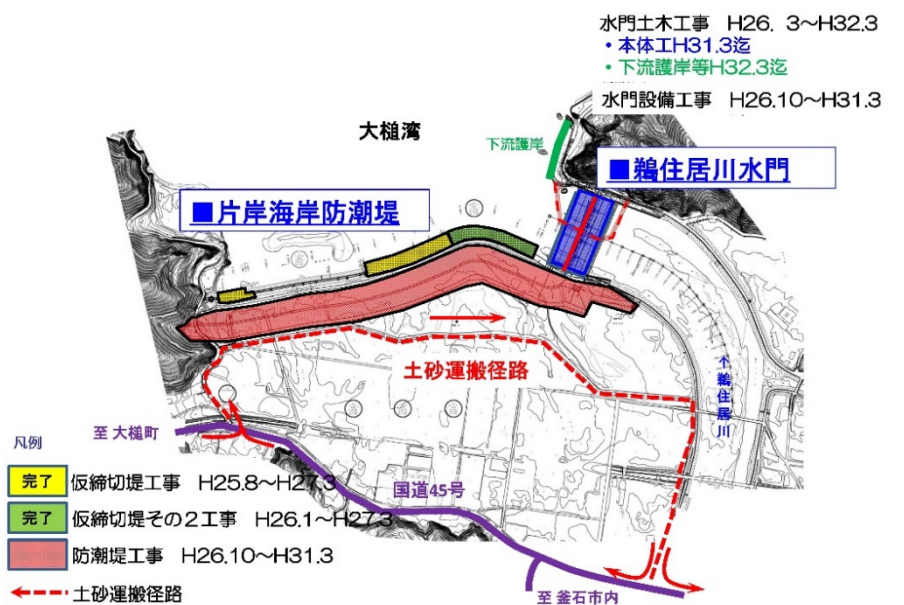 水門土木工事　H26．3～H32.3
・本体工H31.3迄
・下流護岸等H32.3迄
水門設備工事　H26.10～H31.3
大槌湾
下流護岸
■鵜住居川水門
■片岸海岸防潮堤
土砂運搬径路
↑鵜住居川
至 大槌町
国道45号
至 釜石市内
凡例
完了 仮締切堤工事　H25.8～H27.3
完了 仮締切堤その２工事　H26.1～H27.3
防潮堤工事　H26.10～H31.3
土砂運搬径路